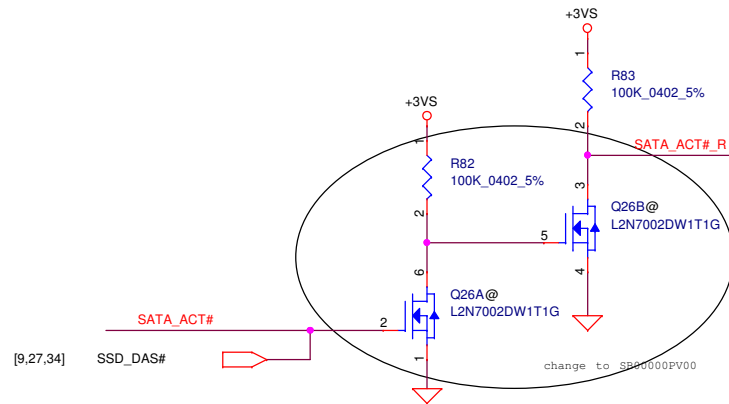 +3VS
1
R83
100K_0402_5%
2
SATA_ACT#_R
+3VS
1
R82
100K_0402_5%
2
3
Q26B@
L2N7002DW1T1G
5
4
6
Q26A@
L2N7002DW1T1G
SATA_ACT#
2
1
[9,27,34] SSD_DAS#
change to SB00000PV00